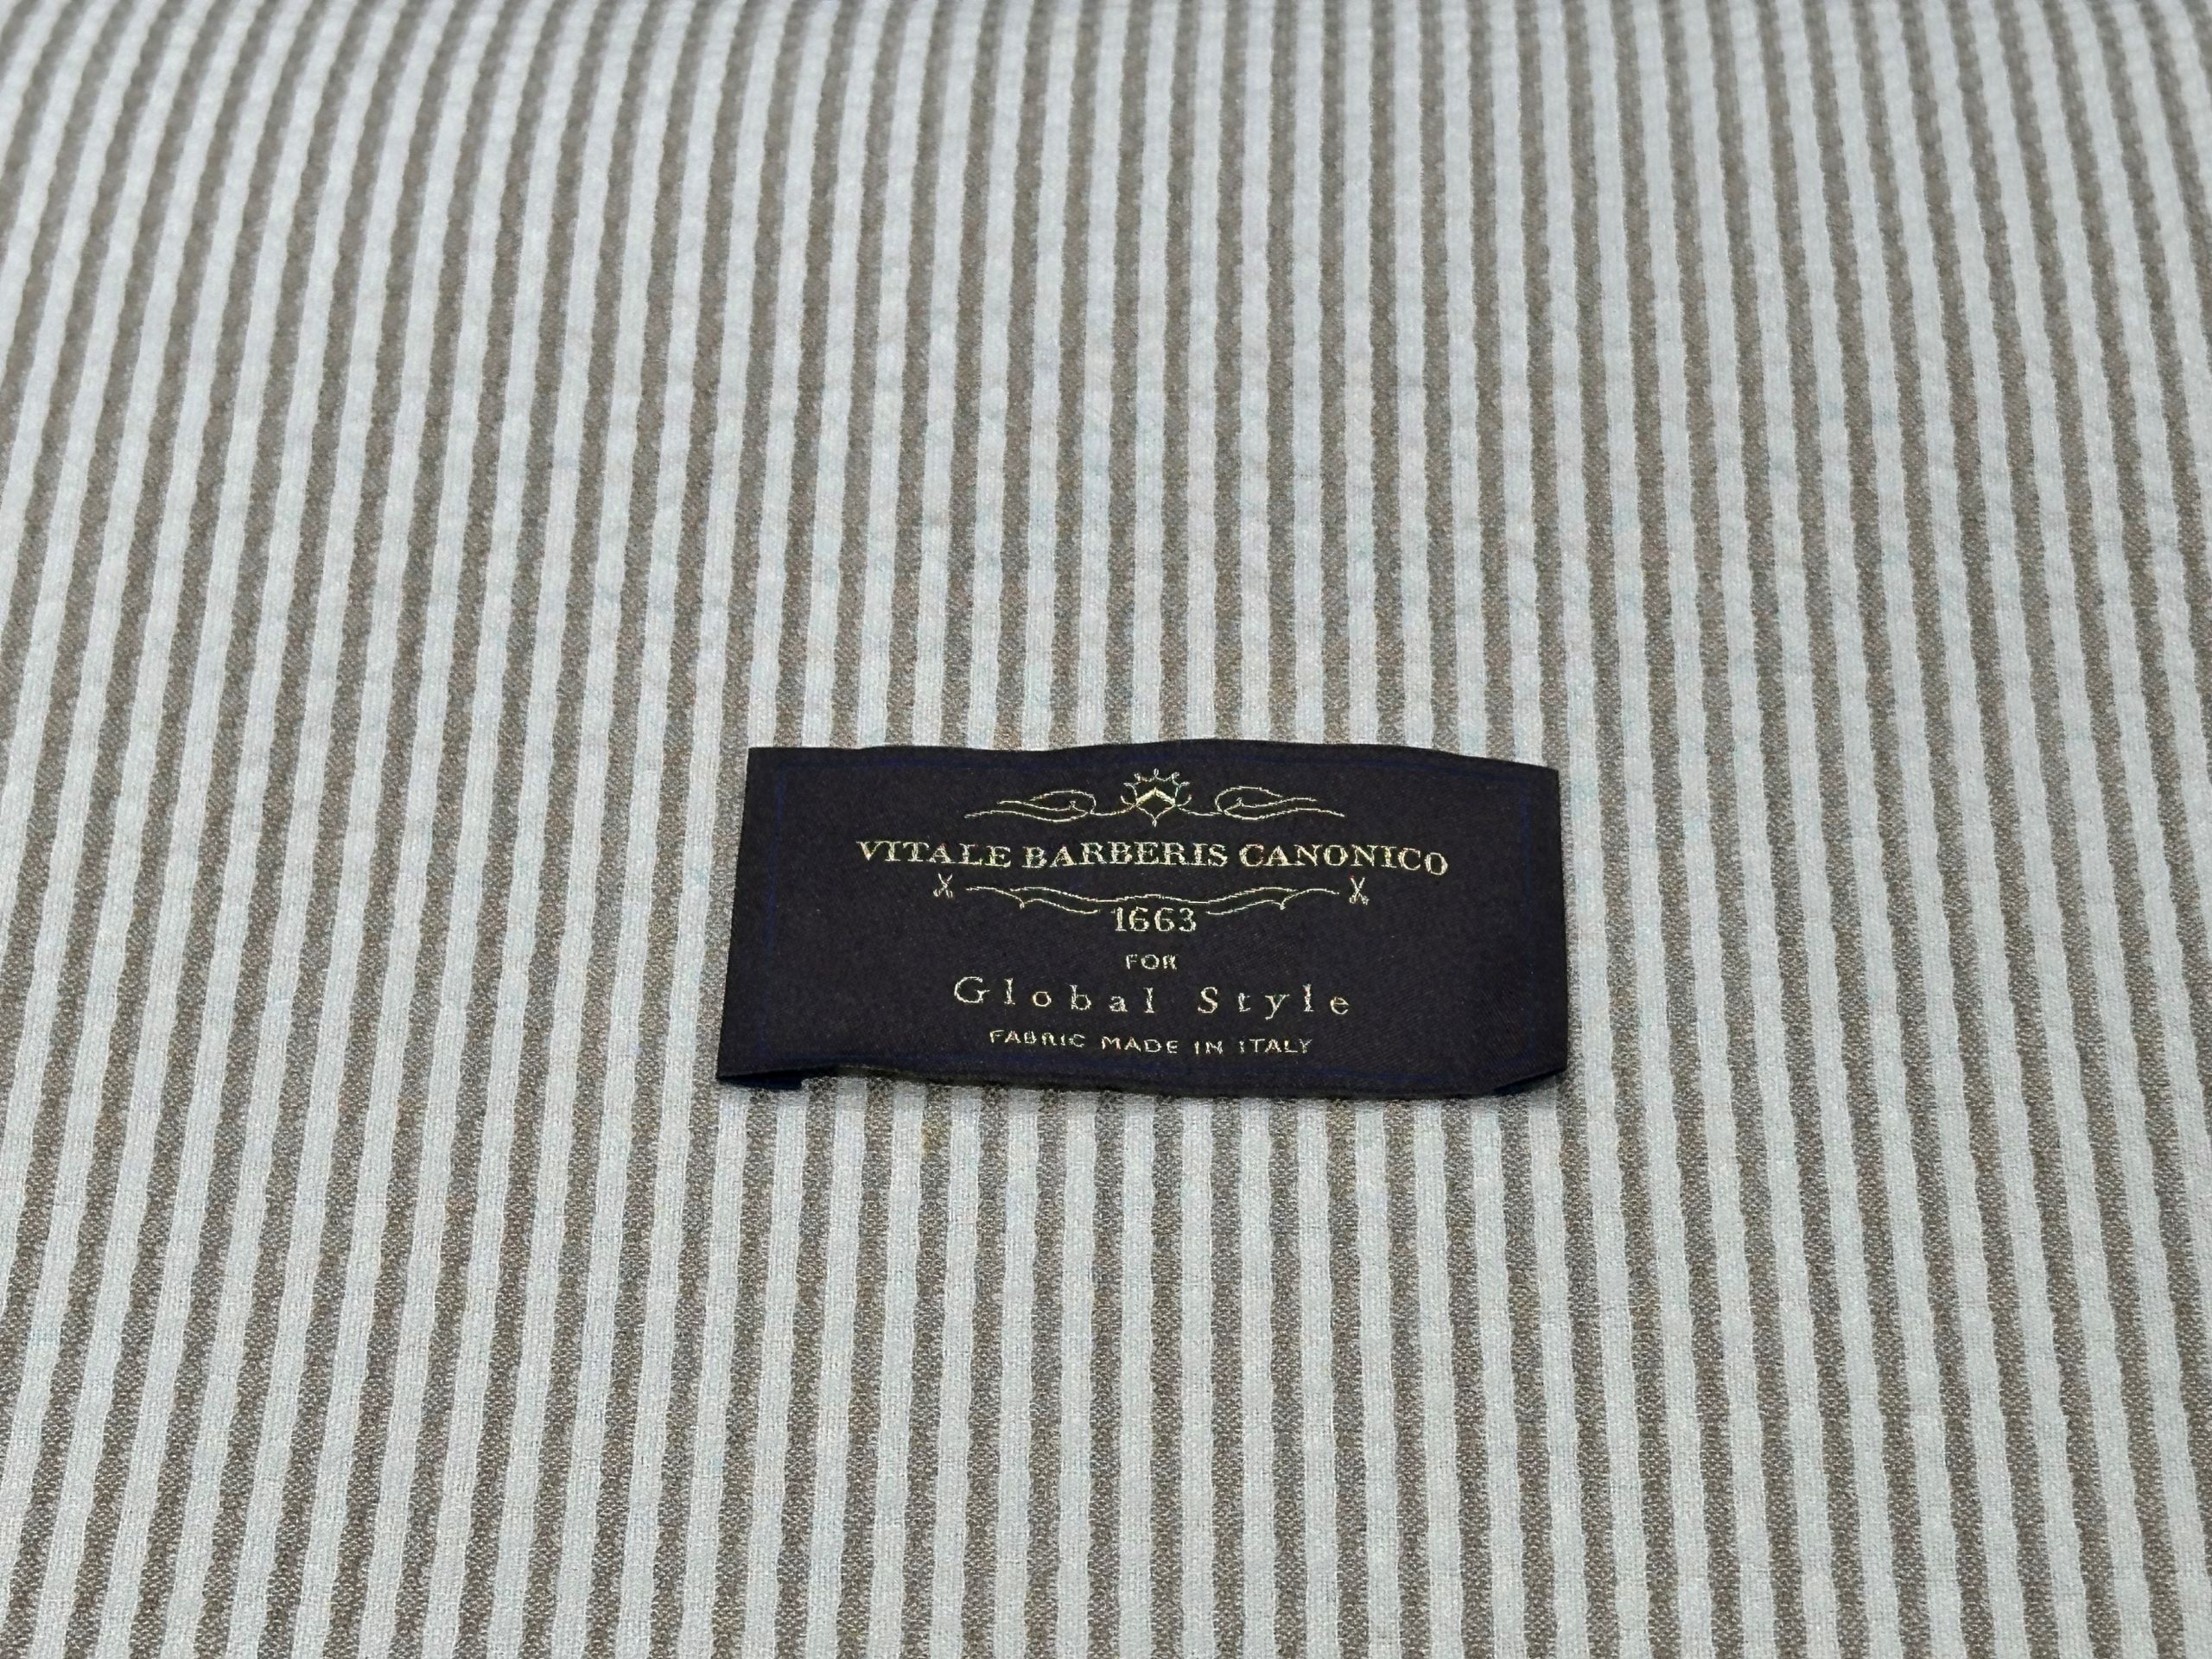 VITALE BARBERIS CANONICO
1663
FOR
Global Style
FABRIC MADE IN ITALY